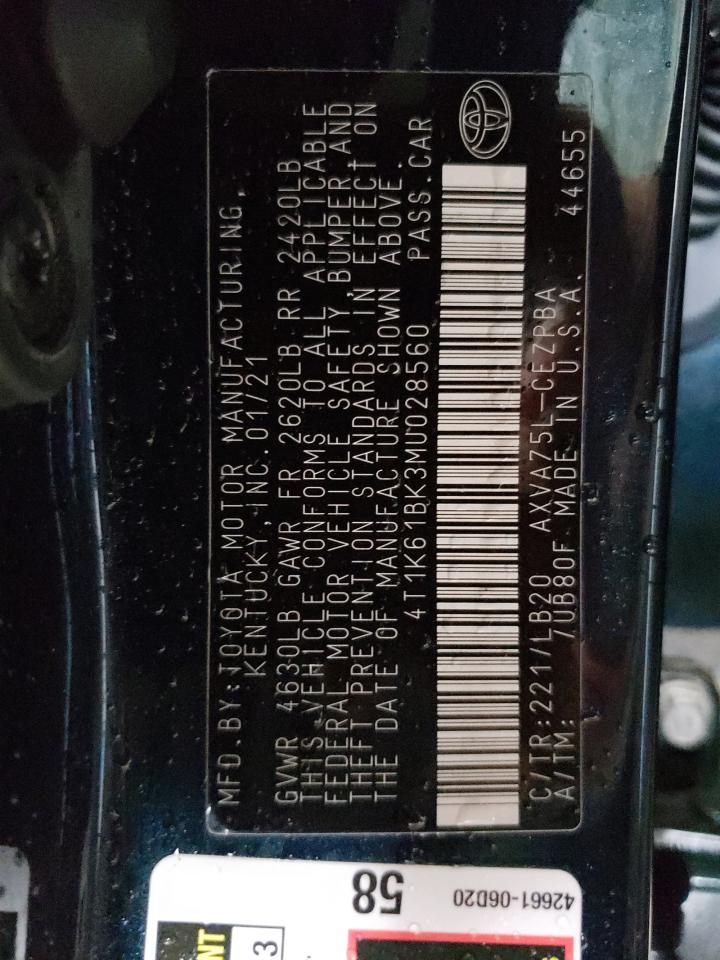 MFD.BY:TOYOTA MOTOR MANUFACTURING,
KENTUCKY,INC.01/21
GVWR 4630LB GAWR FR 2620LB RR 2420LB
THIS VEHICLE CONFORMS TO ALL APPLICABLE
FEDERAL MOTOR VEHICLE SAFETY, BUMPER AND
THEFT PREVENTION STANDARDS IN EFFECT ON
THE DATE OF MANUFACTURE SHOWN ABOVE.
4T1K61BK3MU028560 PASS.CAR
C/TR:221/LB20 AXVA75L-CEZPBA
A/TM: 7UB80F MADE IN U.S.A. 44655
58
42661-06D20
NT
3